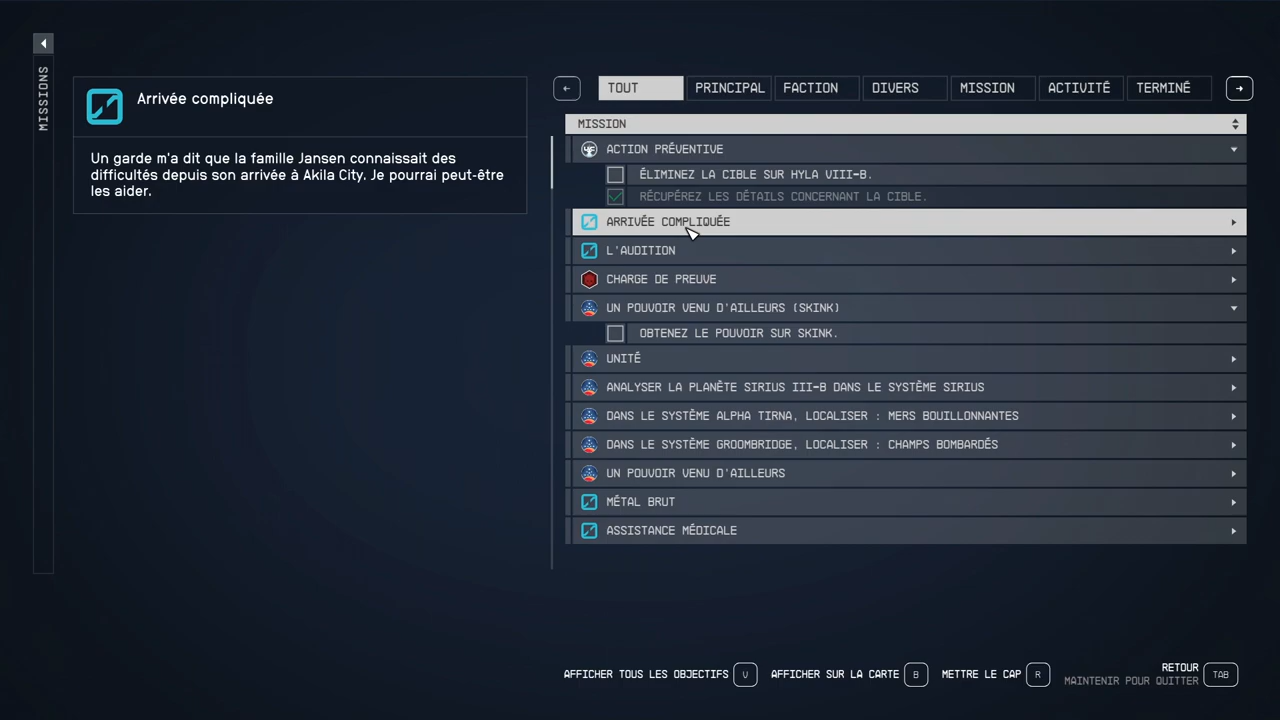 MISSIONS
Arrivée compliquée
Un garde m'a dit que la famille Jansen connaissait des
difficultés depuis son arrivée à Akila City. Je pourrai peut-être
les aider.
TOUT PRINCIPAL FACTION DIVERS MISSION ACTIVITÉ TERMINÉ
MISSION
ACTION PRÉVENTIVE
ÉLIMINEZ LA CIBLE SUR HYLA VIII-B.
RÉCUPÉREZ LES DÉTAILS CONCERNANT LA CIBLE.
ARRIVÉE COMPLIQUÉE
L'AUDITION
CHARGE DE PREUVE
UN POUVOIR VENU D'AILLEURS (SKINK)
OBTENEZ LE POUVOIR SUR SKINK.
UNITÉ
ANALYSER LA PLANÈTE SIRIUS III-B DANS LE SYSTÈME SIRIUS
DANS LE SYSTÈME ALPHA TIRNA, LOCALISER : MERS BOUILLONNANTES
DANS LE SYSTÈME GROOMBRIDGE, LOCALISER : CHAMPS BOMBARDÉS
UN POUVOIR VENU D'AILLEURS
MÉTAL BRUT
ASSISTANCE MÉDICALE
AFFICHER TOUS LES OBJECTIFS V AFFICHER SUR LA CARTE B METTRE LE CAP R RETOUR TAB
MAINTENIR POUR QUITTER